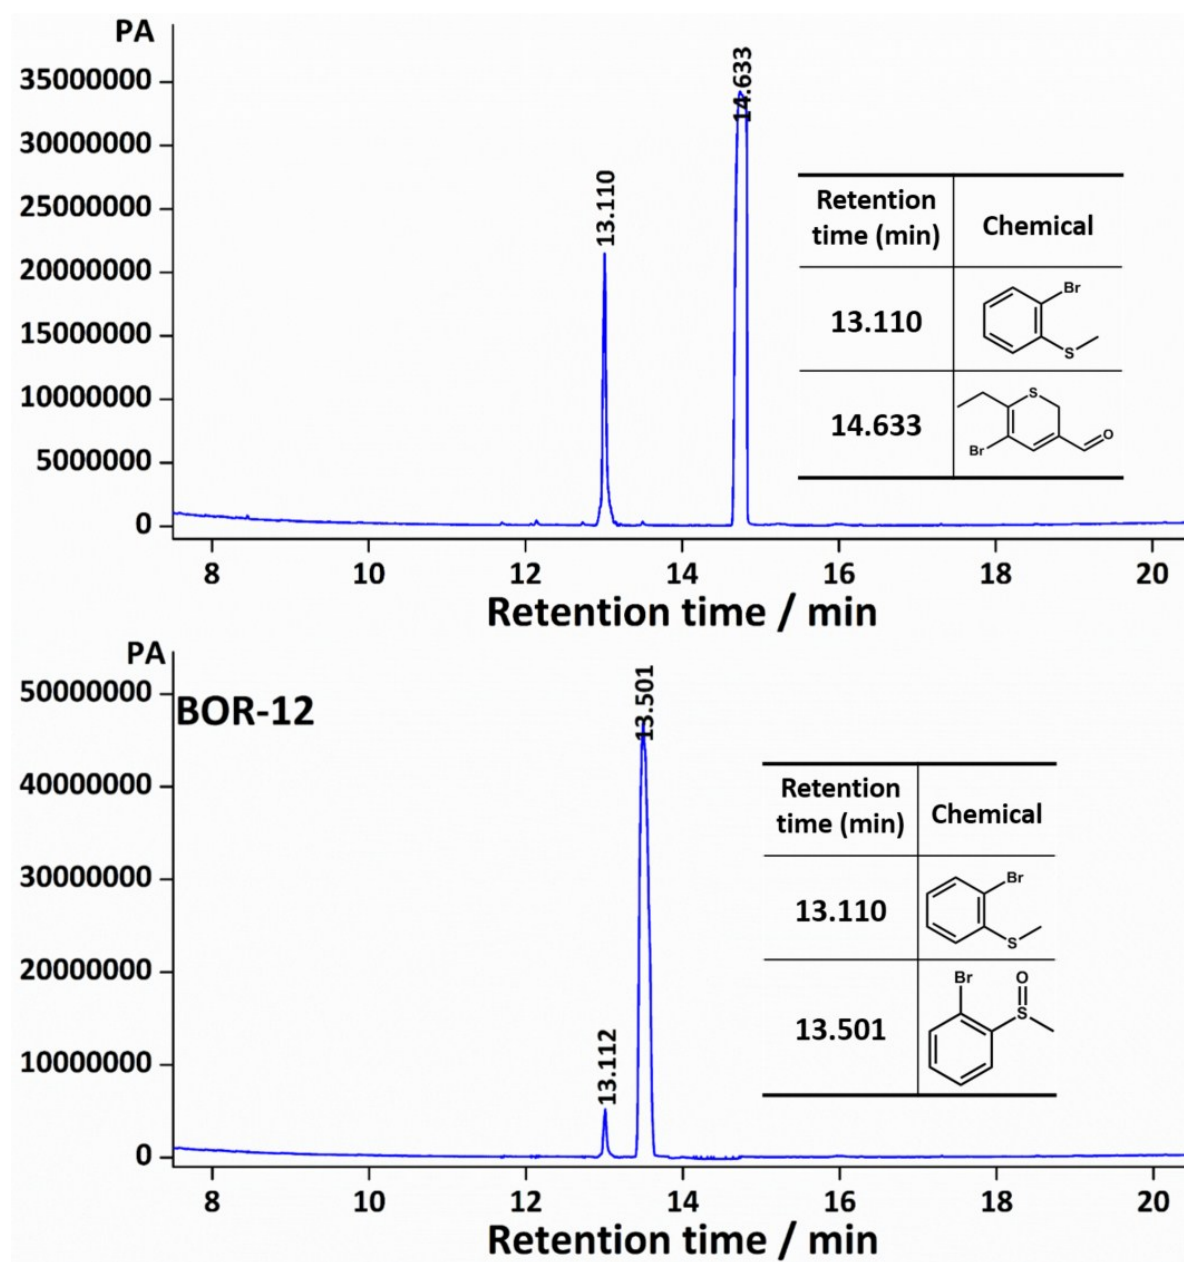 PA
35000000
30000000
25000000
20000000
15000000
10000000
5000000
0
13.110
14.633
Retention
time (min)
Chemical
13.110
Br
S
14.633
S
Br
O
8 10 12 14 16 18 20
Retention time / min
PA
BOR-12
50000000
40000000
30000000
20000000
10000000
0
13.112
13.501
Retention
time (min)
Chemical
13.110
Br
S
13.501
Br
O
S
8 10 12 14 16 18 20
Retention time / min